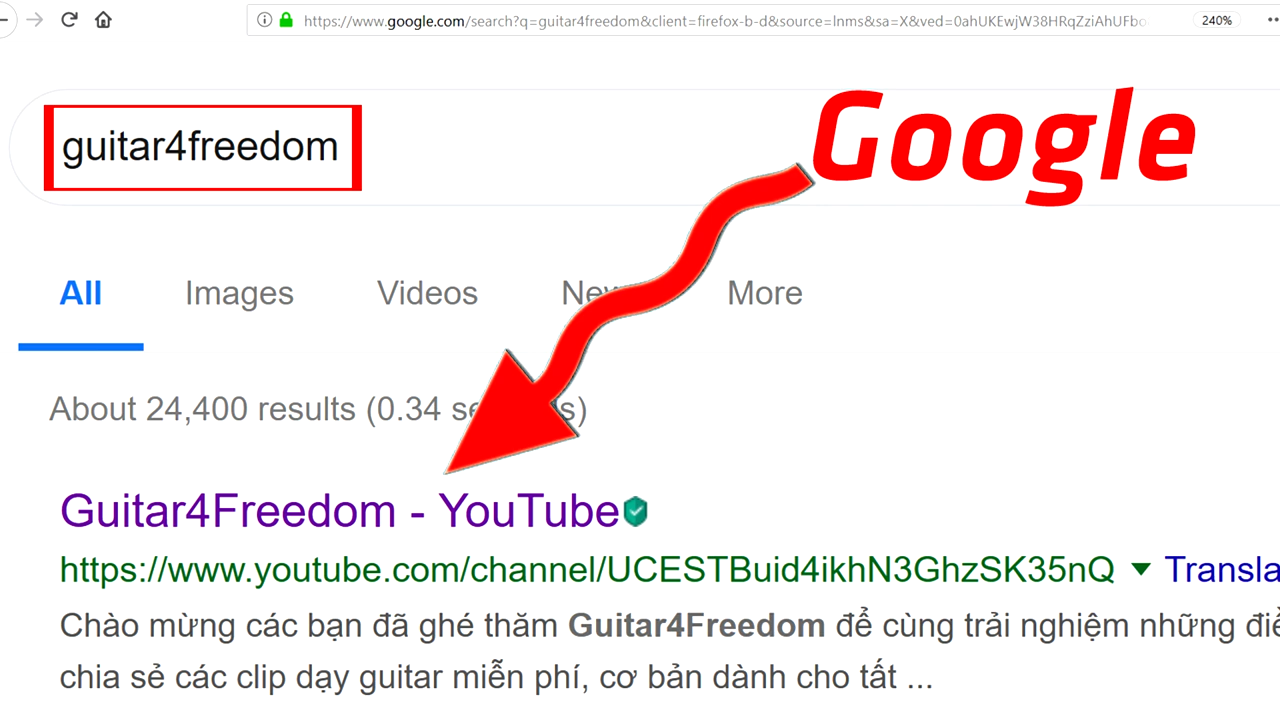 https://www.google.com/search?q=guitar4freedom&client=firefox-b-d&source=lnms&sa=X&ved=0ahUKEwjW38HRqZziAhUFbo
240%
guitar4freedom
Google
All Images Videos News More
About 24,400 results (0.34 seconds)
Guitar4Freedom - YouTube
https://www.youtube.com/channel/UCESTBuid4ikhN3GhzSK35nQ
Chào mừng các bạn đã ghé thăm Guitar4Freedom để cùng trải nghiệm những
chia sẻ các clip dạy guitar miễn phí, cơ bản dành cho tất ...